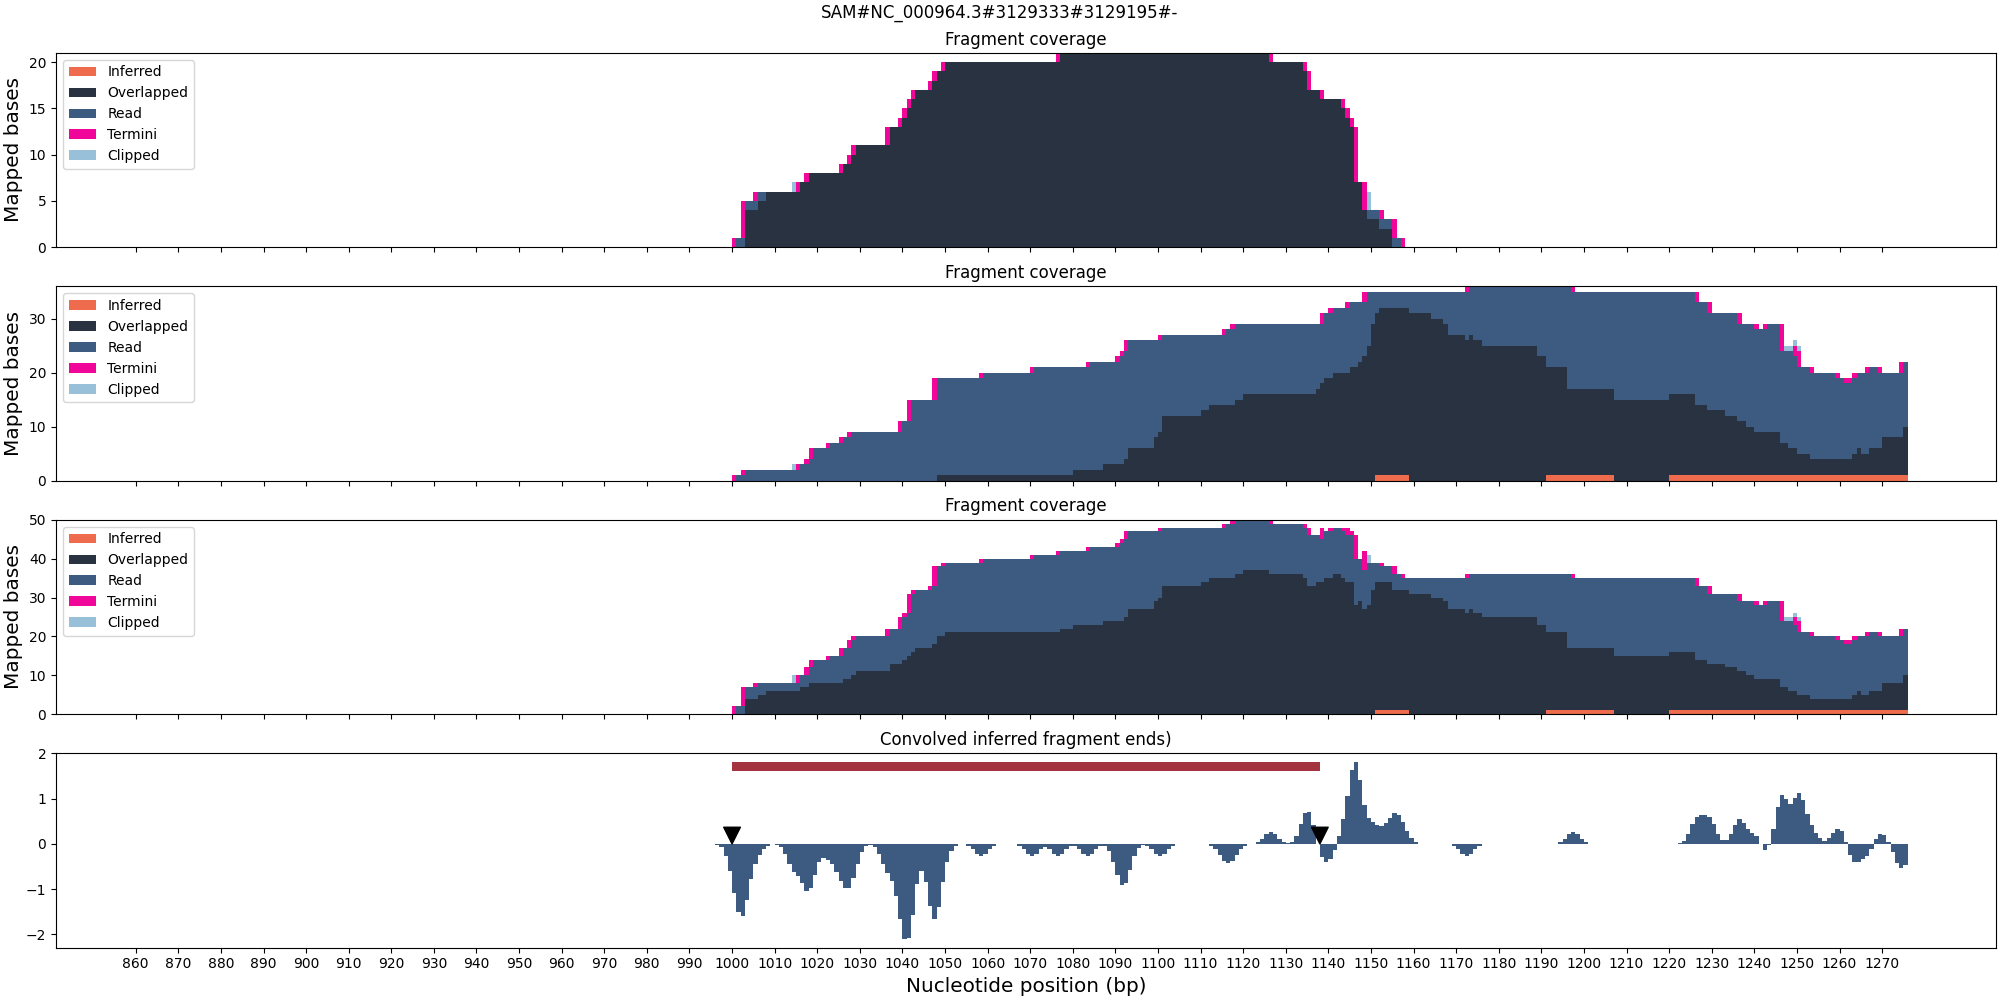 SAM#NC_000964.3#3129333#3129195#-
Fragment coverage
Mapped bases
20
15
10
5
0
Inferred
Overlapped
Read
Termini
Clipped
Fragment coverage
Mapped bases
30
20
10
0
Inferred
Overlapped
Read
Termini
Clipped
Fragment coverage
Mapped bases
50
40
30
20
10
0
Inferred
Overlapped
Read
Termini
Clipped
Convolved inferred fragment ends)
2
1
0
−1
−2
860 870 880 890 900 910 920 930 940 950 960 970 980 990 1000 1010 1020 1030 1040 1050 1060 1070 1080 1090 1100 1110 1120 1130 1140 1150 1160 1170 1180 1190 1200 1210 1220 1230 1240 1250 1260 1270
Nucleotide position (bp)